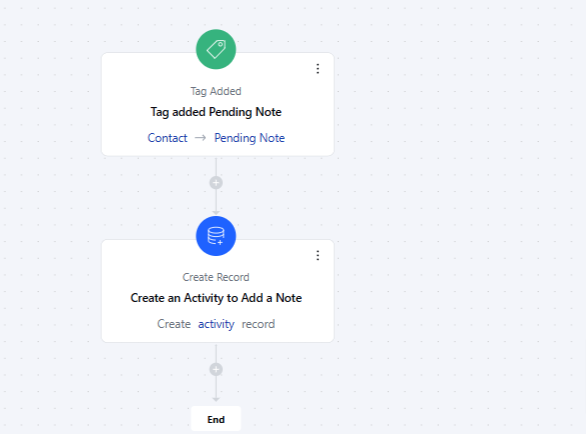 Tag Added
Tag added Pending Note
Contact → Pending Note
Create Record
Create an Activity to Add a Note
Create activity record
End